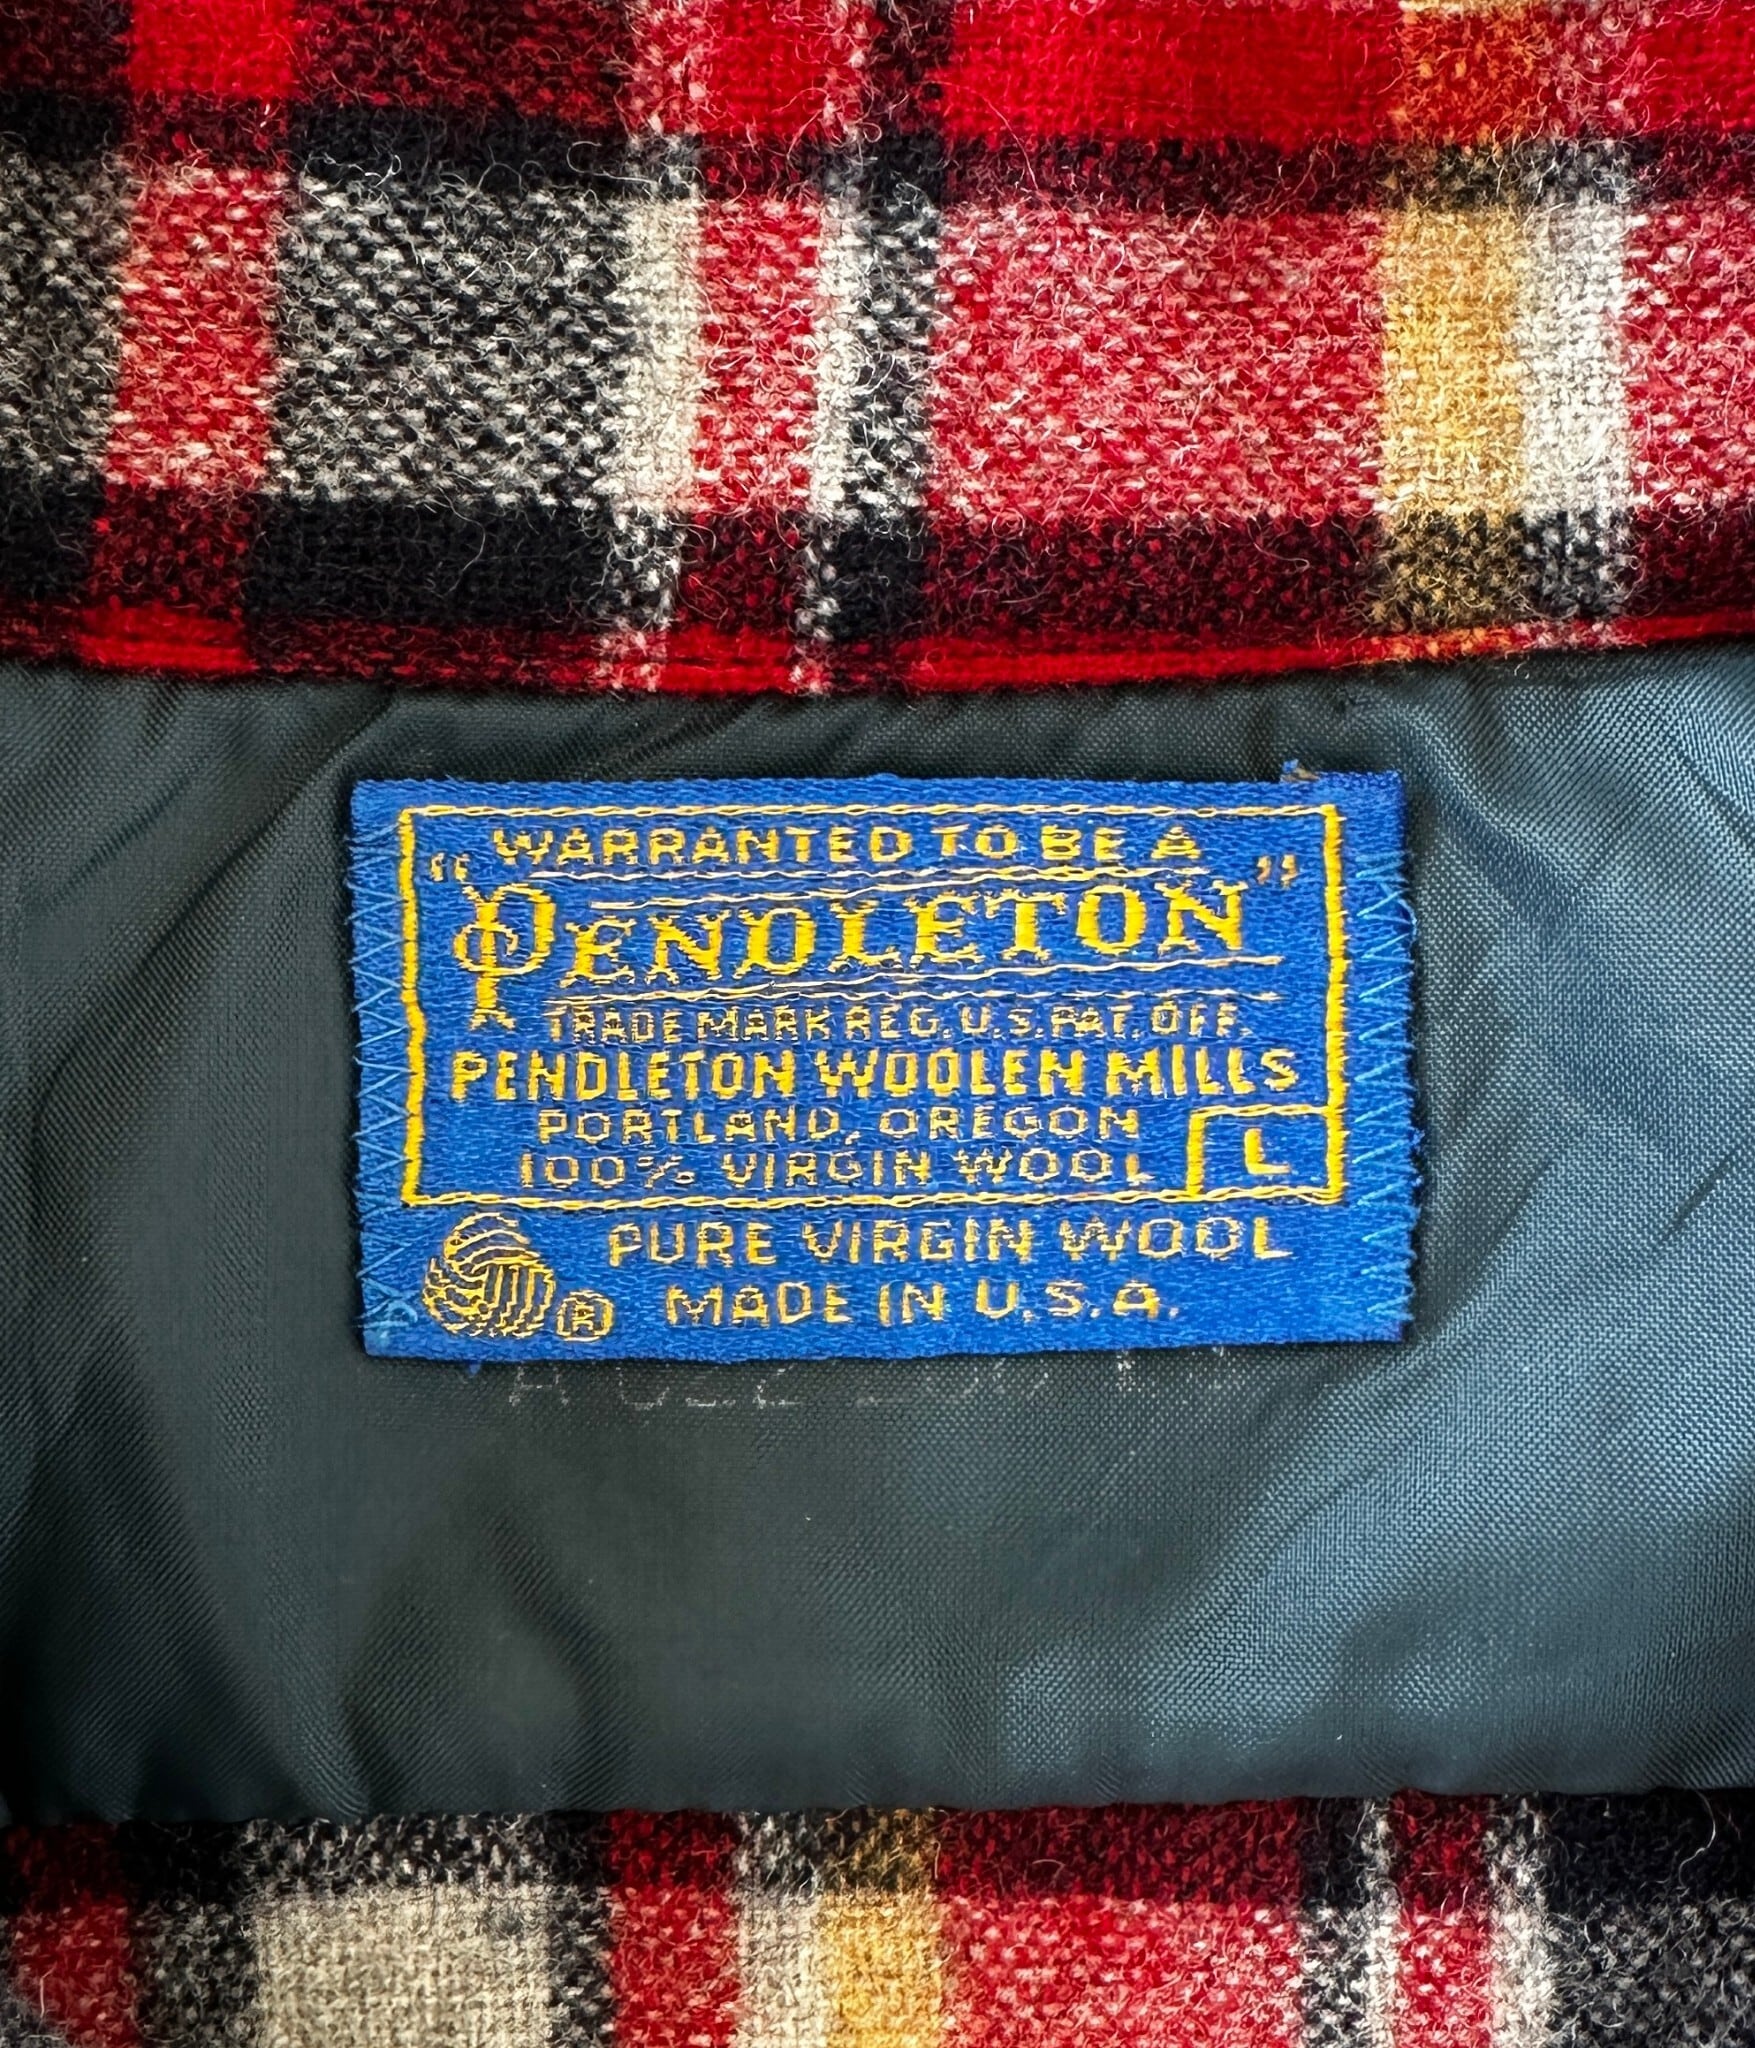 "WARRANTED TO BE A
PENDLETON"
TRADE MARK REG. U.S. PAT. OFF.
PENDLETON WOOLEN MILLS
PORTLAND, OREGON
100% VIRGIN WOOL L
PURE VIRGIN WOOL
® MADE IN U.S.A.